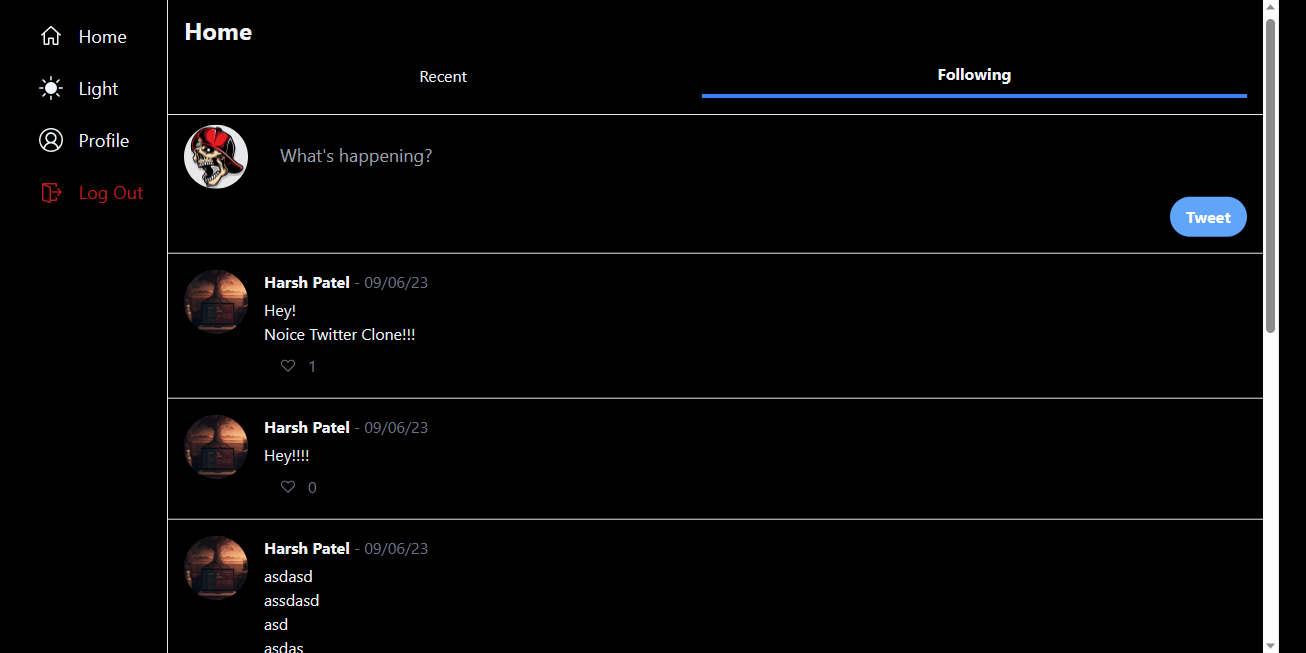 Home
Light
Profile
Log Out
Home
Recent
Following
What's happening?
Tweet
Harsh Patel - 09/06/23
Hey!
Noice Twitter Clone!!!
1
Harsh Patel - 09/06/23
Hey!!!!
0
Harsh Patel - 09/06/23
asdasd
assdasd
asd
asdas